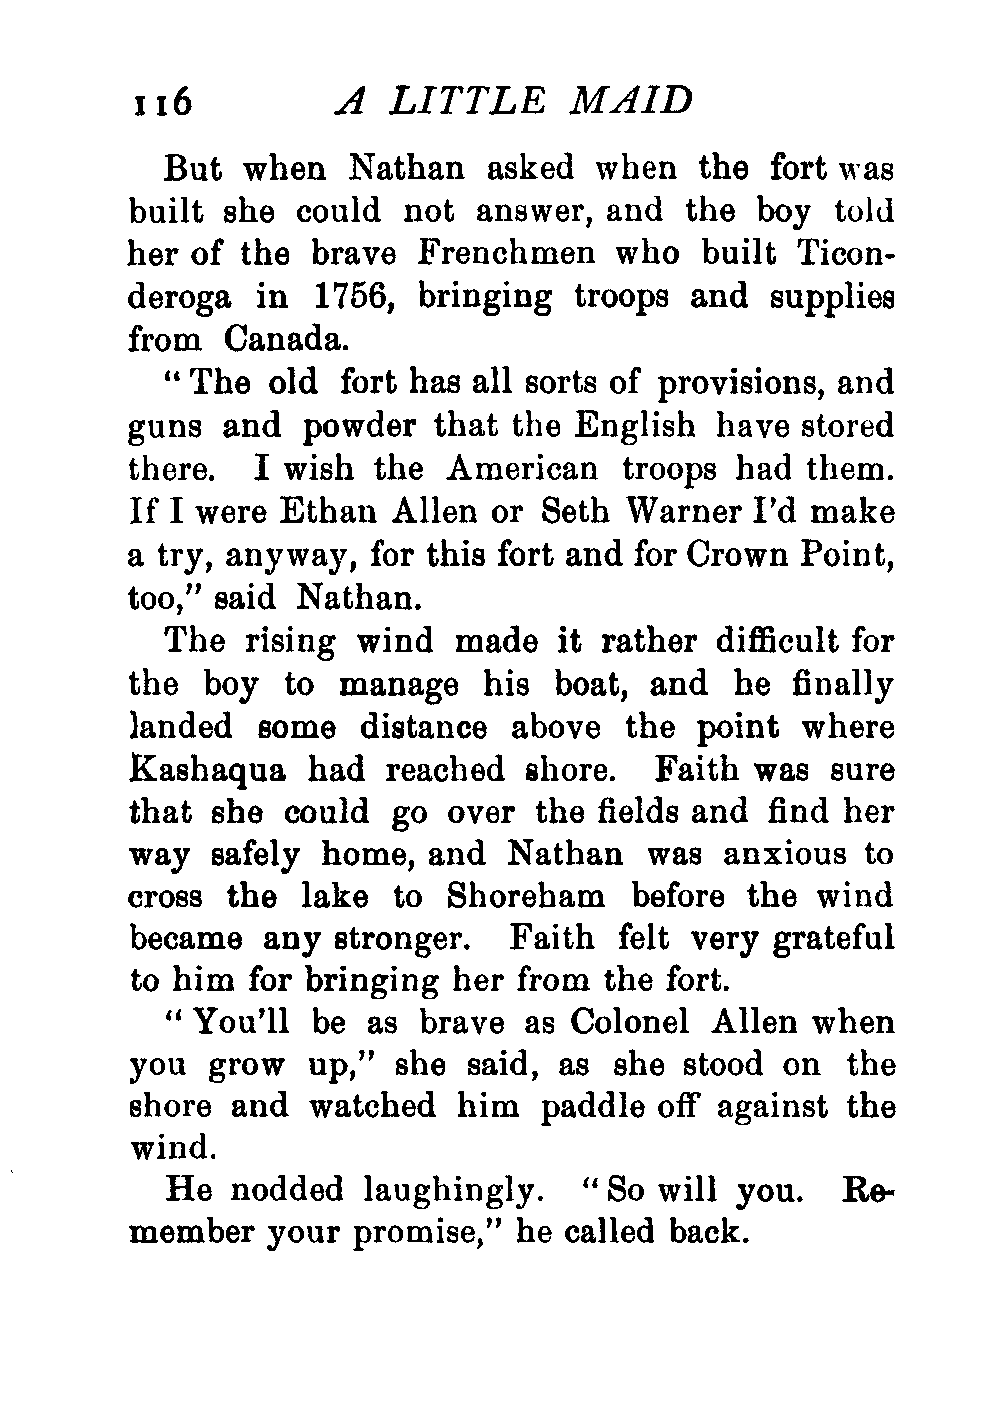 116 A LITTLE MAID
But when Nathan asked when the fort was
built she could not answer, and the boy told
her of the brave Frenchmen who built Ticon-
deroga in 1756, bringing troops and supplies
from Canada.
“ The old fort has all sorts of provisions, and
guns and powder that the English have stored
there. I wish the American troops had them.
If I were Ethan Allen or Seth Warner I’d make
a try, anyway, for this fort and for Crown Point,
too,” said Nathan.
The rising wind made it rather difficult for
the boy to manage his boat, and he finally
landed some distance above the point where
Kashaqua had reached shore. Faith was sure
that she could go over the fields and find her
way safely home, and Nathan was anxious to
cross the lake to Shoreham before the wind
became any stronger. Faith felt very grateful
to him for bringing her from the fort.
“ You’ll be as brave as Colonel Allen when
you grow up,” she said, as she stood on the
shore and watched him paddle off against the
wind.
He nodded laughingly. “ So will you. Re-
member your promise,” he called back.